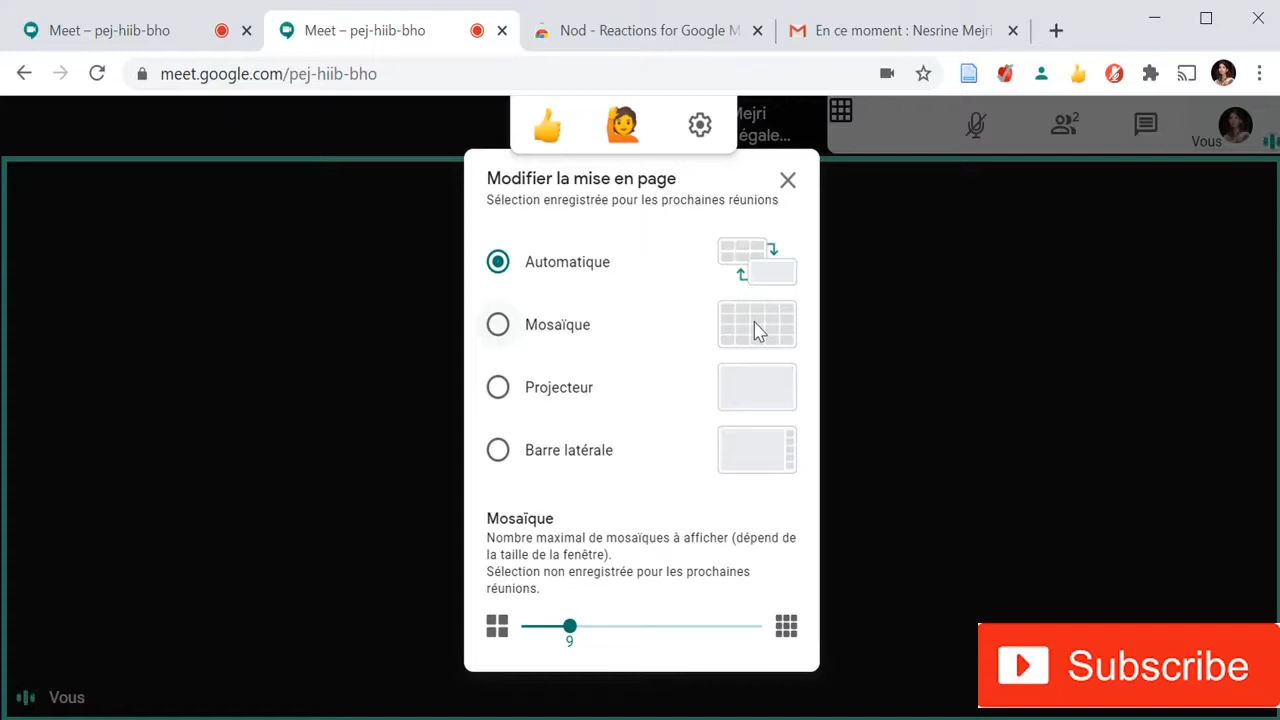 Meet – pej-hiib-bho
Meet – pej-hiib-bho
Nod - Reactions for Google M
En ce moment : Nesrine Mejri
meet.google.com/pej-hiib-bho
Mejri
égale...
2
Vous
Modifier la mise en page
Sélection enregistrée pour les prochaines réunions
Automatique
Mosaïque
Projecteur
Barre latérale
Mosaïque
Nombre maximal de mosaïques à afficher (dépend de
la taille de la fenêtre).
Sélection non enregistrée pour les prochaines
réunions.
9
Subscribe
Vous